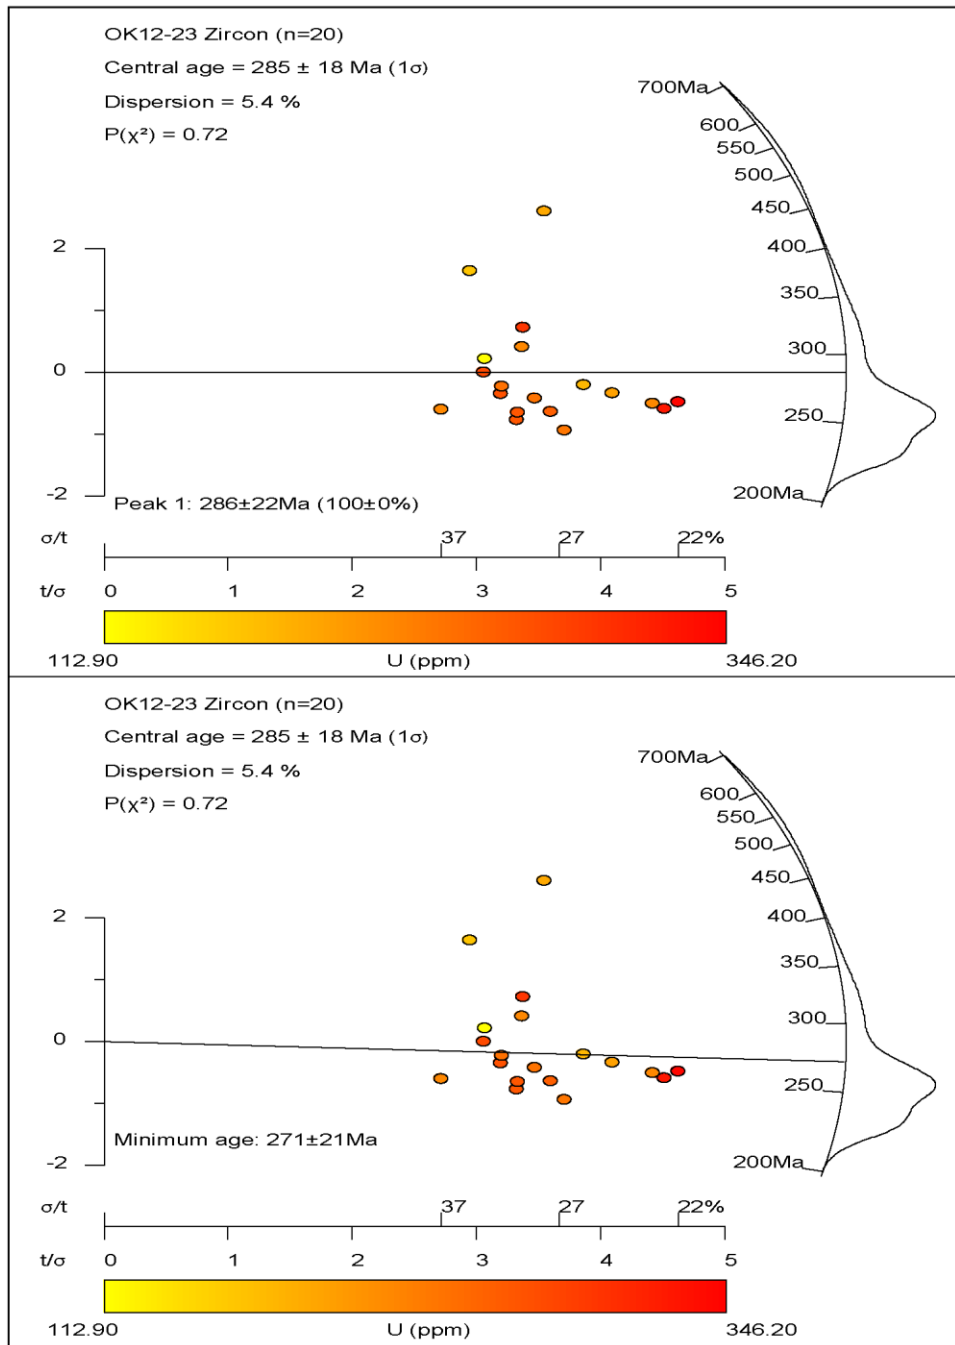 OK12-23 Zircon (n=20)
Central age = 285 ± 18 Ma (1σ)
Dispersion = 5.4 %
P(χ²) = 0.72
700Ma
600
550
500
450
400
350
300
250
200Ma
2
0
-2
Peak 1: 286±22Ma (100±0%)
σ/t 37 27 22%
t/σ 0 1 2 3 4 5
112.90 U (ppm) 346.20
OK12-23 Zircon (n=20)
Central age = 285 ± 18 Ma (1σ)
Dispersion = 5.4 %
P(χ²) = 0.72
700Ma
600
550
500
450
400
350
300
250
200Ma
2
0
-2
Minimum age: 271±21Ma
σ/t 37 27 22%
t/σ 0 1 2 3 4 5
112.90 U (ppm) 346.20